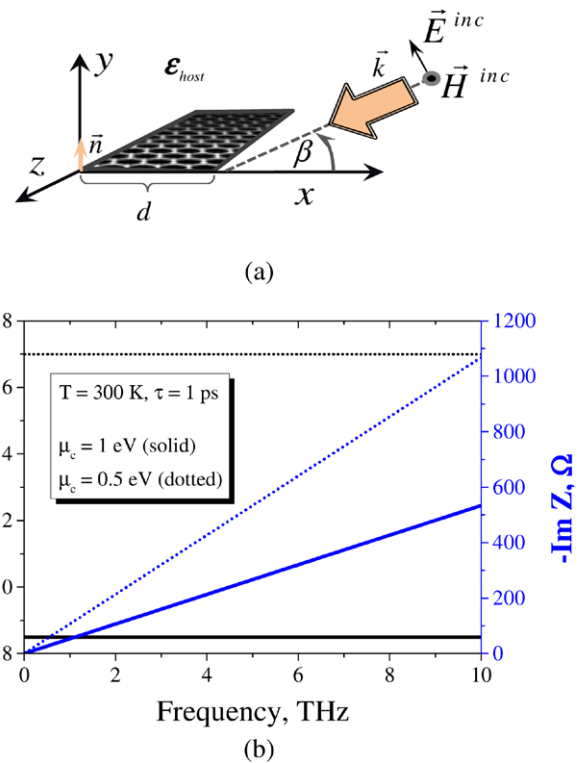 y
ε host
z
n⃗
d
x
β
k⃗
E⃗ inc
H⃗ inc
(a)
8
6
4
2
0
8
T = 300 K, τ = 1 ps
μc = 1 eV (solid)
μc = 0.5 eV (dotted)
1200
1000
800
600
400
200
0
-Im Z, Ω
0 2 4 6 8 10
Frequency, THz
(b)